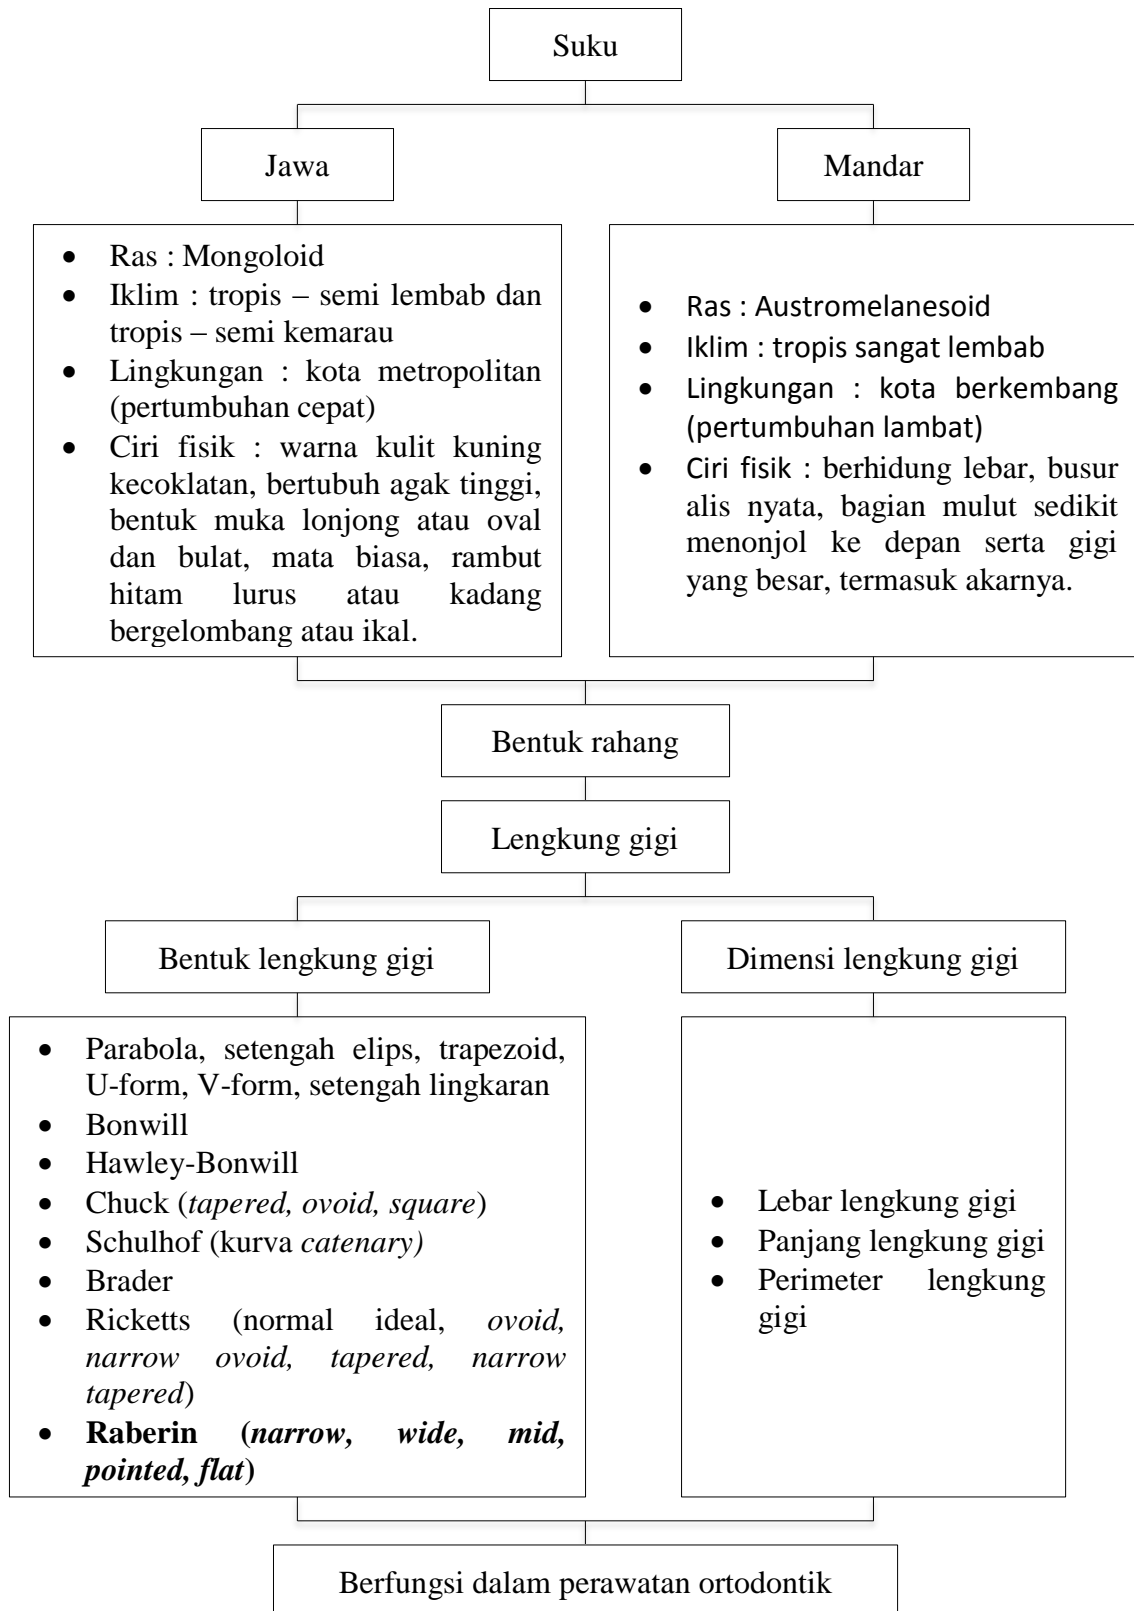 Suku
Jawa
Mandar
• Ras : Mongoloid
• Iklim : tropis – semi lembab dan
tropis – semi kemarau
• Lingkungan : kota metropolitan
(pertumbuhan cepat)
• Ciri fisik : warna kulit kuning
kecoklatan, bertubuh agak tinggi,
bentuk muka lonjong atau oval
dan bulat, mata biasa, rambut
hitam lurus atau kadang
bergelombang atau ikal.
• Ras : Austromelanesoid
• Iklim : tropis sangat lembab
• Lingkungan : kota berkembang
(pertumbuhan lambat)
• Ciri fisik : berhidung lebar, busur
alis nyata, bagian mulut sedikit
menonjol ke depan serta gigi
yang besar, termasuk akarnya.
Bentuk rahang
Lengkung gigi
Bentuk lengkung gigi
Dimensi lengkung gigi
• Parabola, setengah elips, trapezoid,
U-form, V-form, setengah lingkaran
• Bonwill
• Hawley-Bonwill
• Chuck (tapered, ovoid, square)
• Schulhof (kurva catenary)
• Brader
• Ricketts (normal ideal, ovoid,
narrow ovoid, tapered, narrow
tapered)
• Raberin (narrow, wide, mid,
pointed, flat)
• Lebar lengkung gigi
• Panjang lengkung gigi
• Perimeter lengkung
gigi
Berfungsi dalam perawatan ortodontik